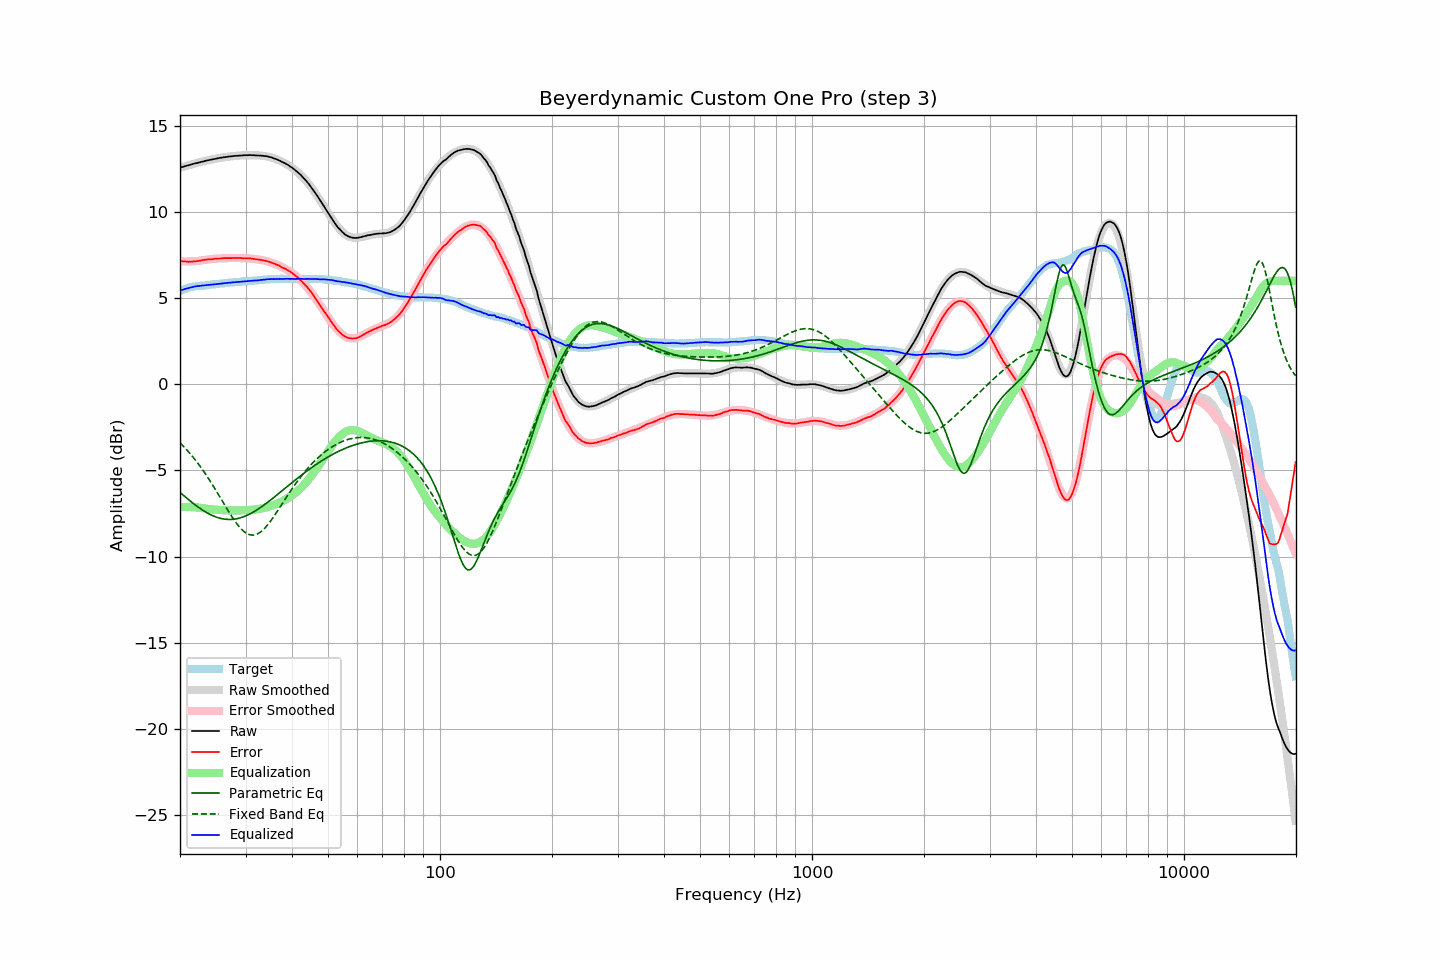 Beyerdynamic Custom One Pro (step 3)
15
10
5
0
−5
−10
−15
−20
−25
Amplitude (dBr)
Target
Raw Smoothed
Error Smoothed
Raw
Error
Equalization
Parametric Eq
Fixed Band Eq
Equalized
100
1000
10000
Frequency (Hz)